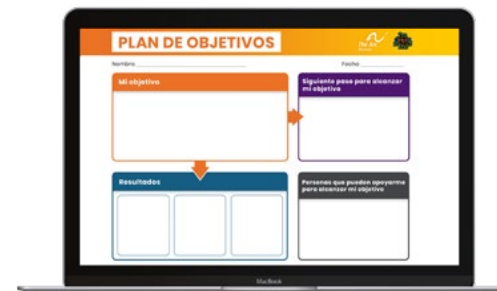 PLAN DE OBJETIVOS
Nombre
Fecha
Mi objetivo
Siguiente paso para alcanzar
mi objetivo
Resultados
Personas que pueden apoyarme
para alcanzar mi objetivo
MacBook